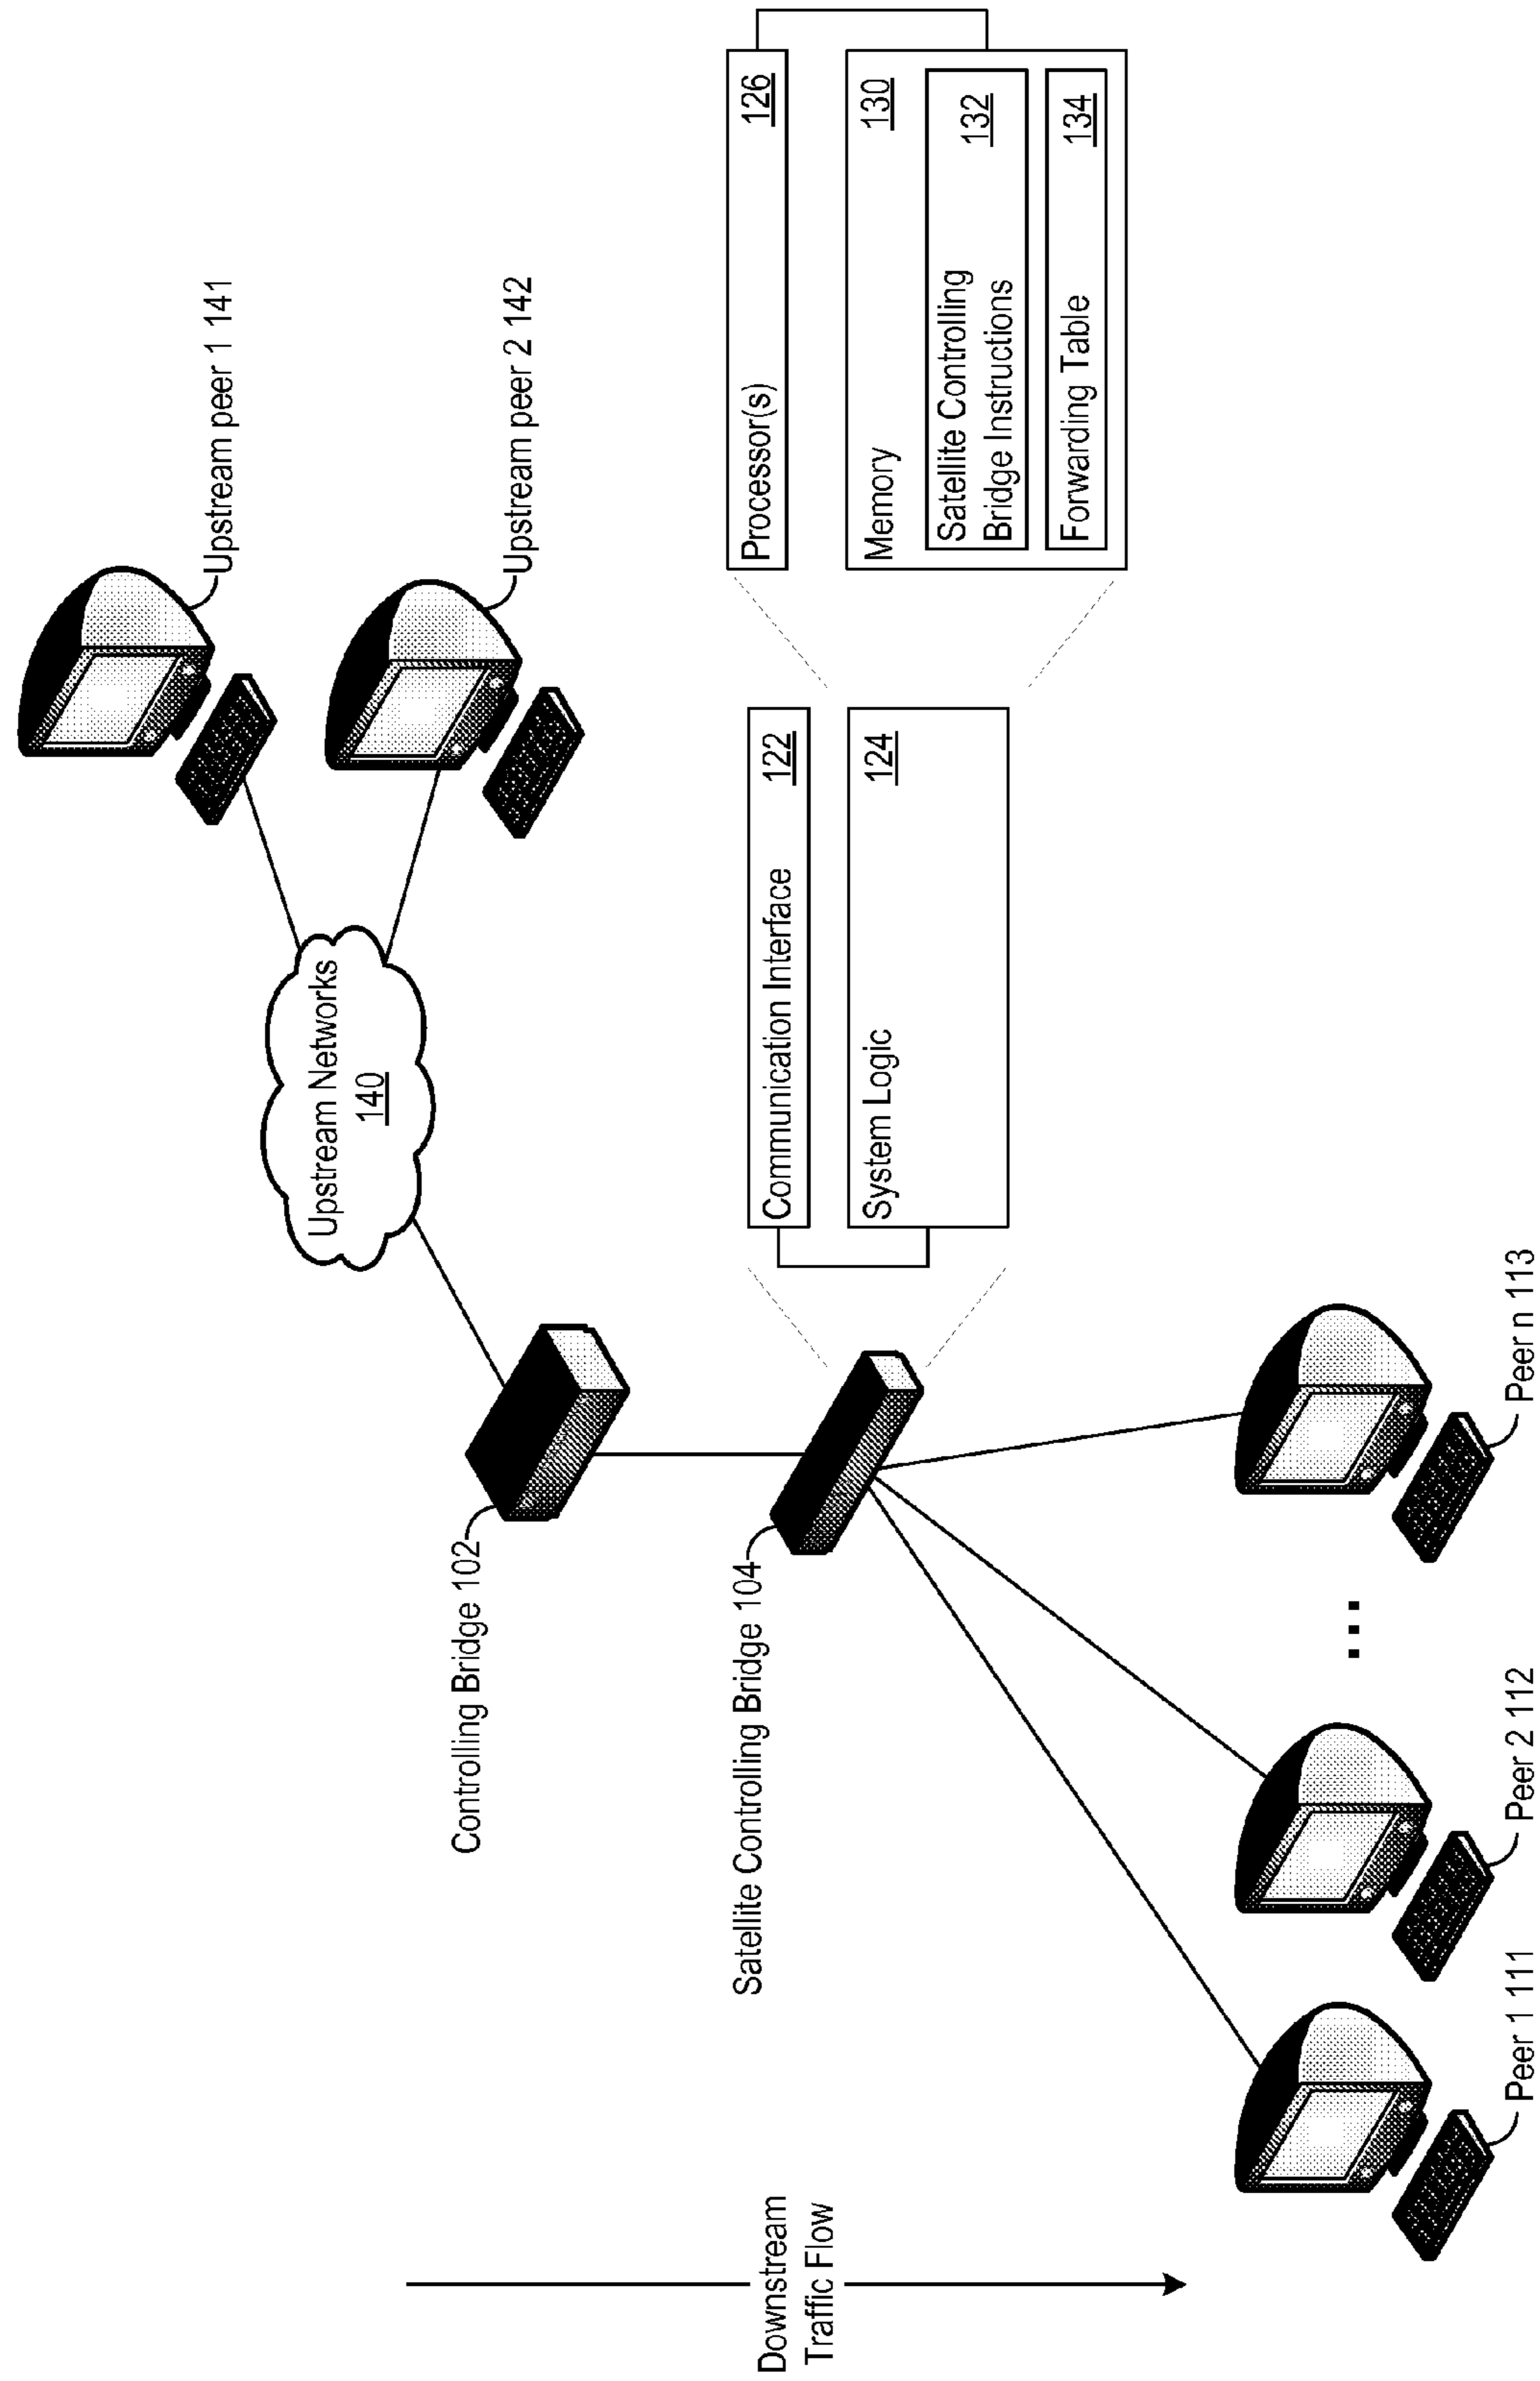 Upstream peer 1 141
Upstream peer 2 142
Upstream Networks
140
Controlling Bridge 102
Satellite Controlling Bridge 104
Communication Interface 122
System Logic 124
Processor(s) 126
Memory 130
Satellite Controlling
Bridge Instructions 132
Forwarding Table 134
Downstream
Traffic Flow
Peer 1 111
Peer 2 112
...
Peer n 113